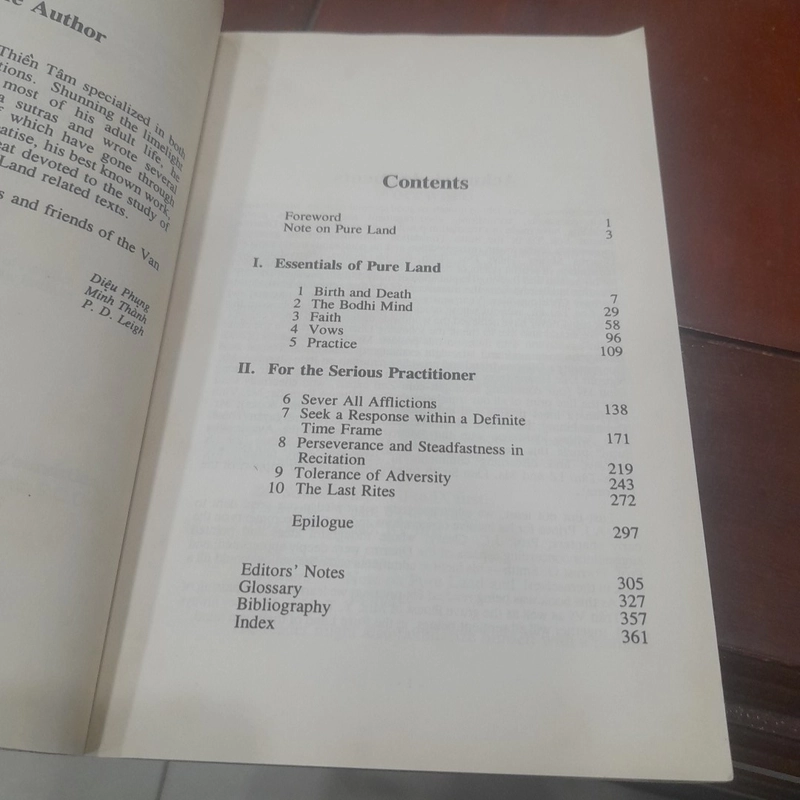 Author
Thiền Tâm specialized in both
tions. Shunning the limelight
most of his adult life, he
a sutras and wrote several
which have gone through
eatise, his best known work,
eat devoted to the study of
Land related texts.
s and friends of the Van
Diệu Phụng
Minh Thành
P. D. Leigh
Contents
Foreword 1
Note on Pure Land 3
I. Essentials of Pure Land
1 Birth and Death 7
2 The Bodhi Mind 29
3 Faith 58
4 Vows 96
5 Practice 109
II. For the Serious Practitioner
6 Sever All Afflictions 138
7 Seek a Response within a Definite
Time Frame 171
8 Perseverance and Steadfastness in
Recitation 219
9 Tolerance of Adversity 243
10 The Last Rites 272
Epilogue 297
Editors' Notes 305
Glossary 327
Bibliography 357
Index 361